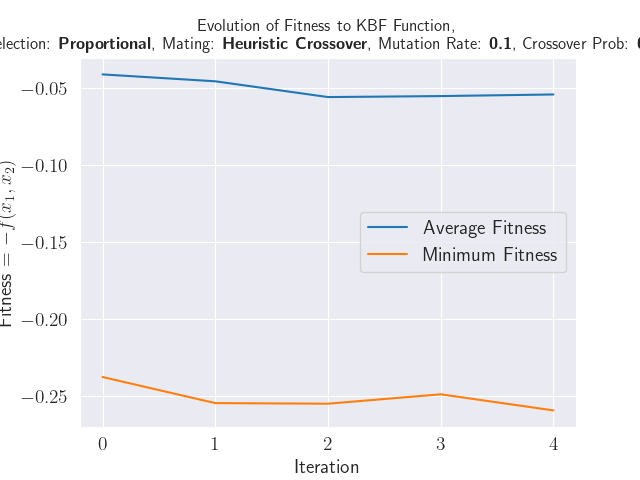 Evolution of Fitness to KBF Function,
election: Proportional, Mating: Heuristic Crossover, Mutation Rate: 0.1, Crossover Prob:
Fitness = −f(x₁, x₂)
−0.05
−0.10
−0.15
−0.20
−0.25
Average Fitness
Minimum Fitness
0 1 2 3 4
Iteration